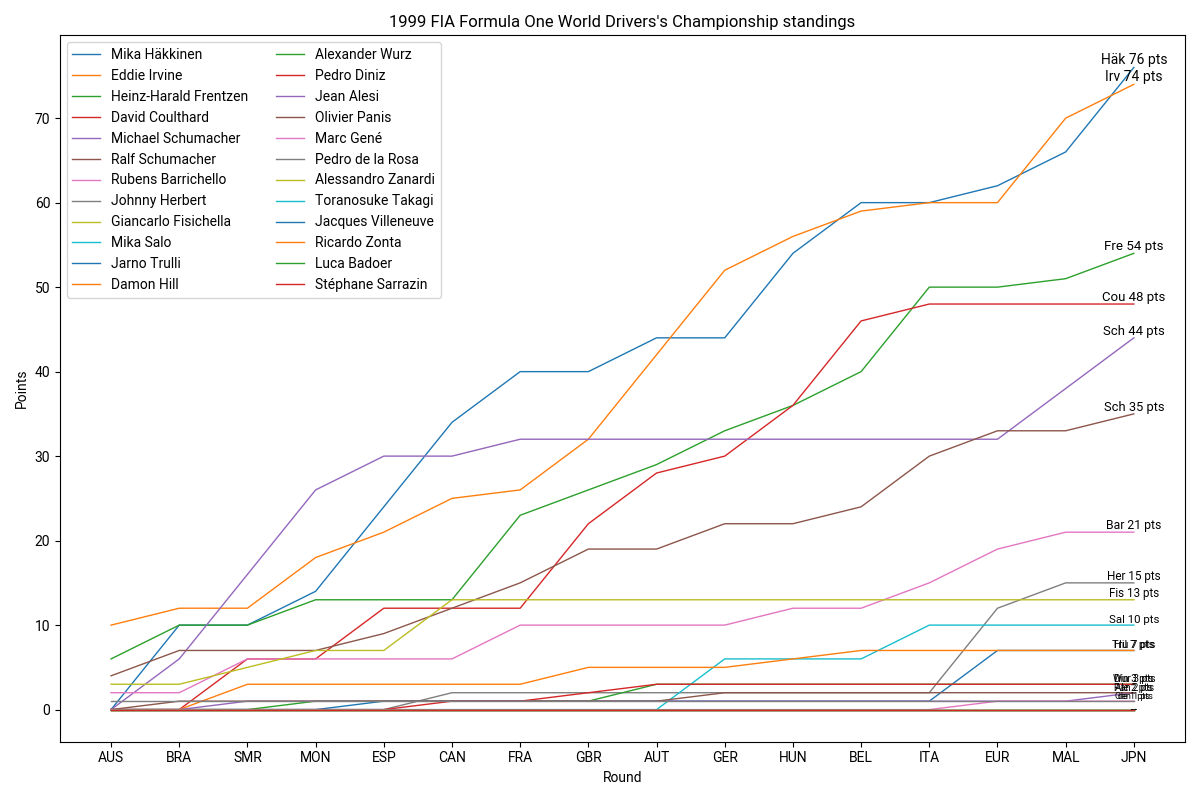 1999 FIA Formula One World Drivers's Championship standings
Mika Häkkinen
Eddie Irvine
Heinz-Harald Frentzen
David Coulthard
Michael Schumacher
Ralf Schumacher
Rubens Barrichello
Johnny Herbert
Giancarlo Fisichella
Mika Salo
Jarno Trulli
Damon Hill
Alexander Wurz
Pedro Diniz
Jean Alesi
Olivier Panis
Marc Gené
Pedro de la Rosa
Alessandro Zanardi
Toranosuke Takagi
Jacques Villeneuve
Ricardo Zonta
Luca Badoer
Stéphane Sarrazin
Häk 76 pts
Irv 74 pts
Fre 54 pts
Cou 48 pts
Sch 44 pts
Sch 35 pts
Bar 21 pts
Her 15 pts
Fis 13 pts
Sal 10 pts
7 pts
3 pts
2 pts
Points
70
60
50
40
30
20
10
0
AUS BRA SMR MON ESP CAN FRA GBR AUT GER HUN BEL ITA EUR MAL JPN
Round